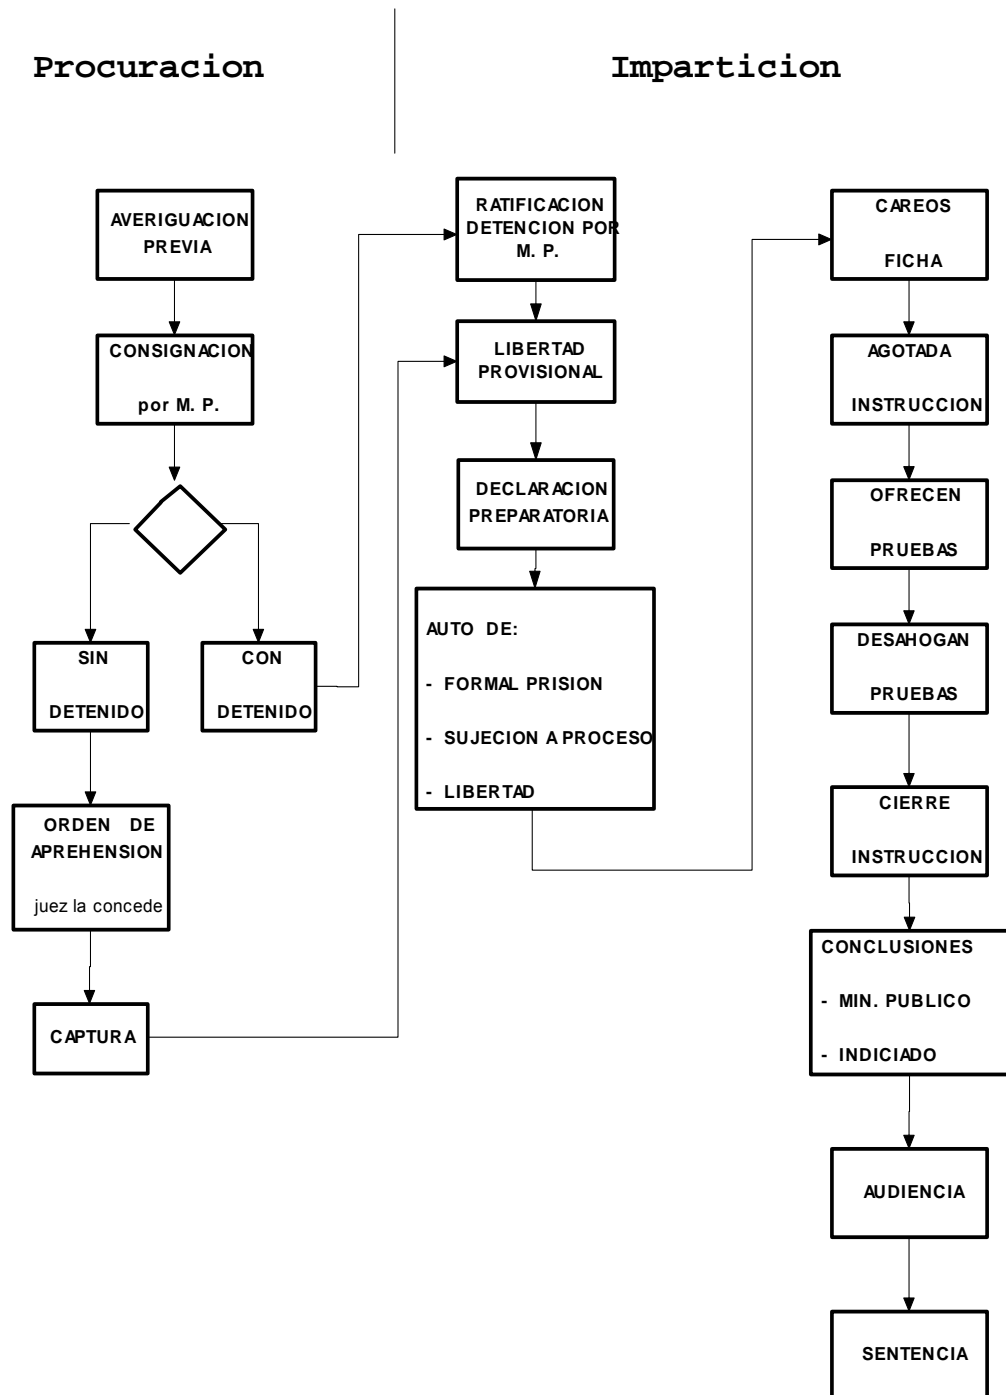 Procuracion
Imparticion
AVERIGUACION
PREVIA
CONSIGNACION
por M. P.
SIN
DETENIDO
CON
DETENIDO
ORDEN DE
APREHENSION
juez la concede
CAPTURA
RATIFICACION
DETENCION POR
M. P.
LIBERTAD
PROVISIONAL
DECLARACION
PREPARATORIA
AUTO DE:
- FORMAL PRISION
- SUJECION A PROCESO
- LIBERTAD
CAREOS
FICHA
AGOTADA
INSTRUCCION
OFRECEN
PRUEBAS
DESAHOGAN
PRUEBAS
CIERRE
INSTRUCCION
CONCLUSIONES
- MIN. PUBLICO
- INDICIADO
AUDIENCIA
SENTENCIA